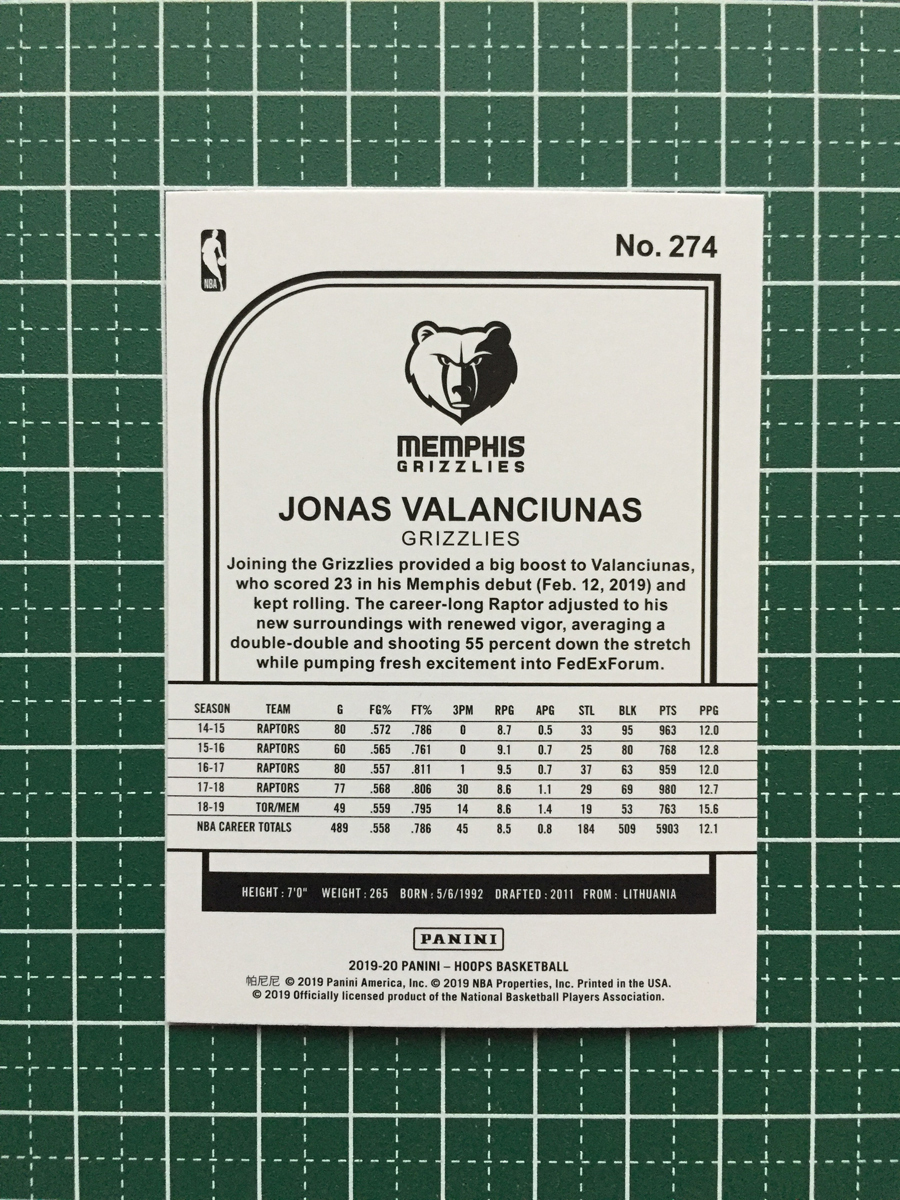 No. 274
NBA
MEMPHIS
GRIZZLIES
JONAS VALANCIUNAS
GRIZZLIES
Joining the Grizzlies provided a big boost to Valanciunas,
who scored 23 in his Memphis debut (Feb. 12, 2019) and
kept rolling. The career-long Raptor adjusted to his
new surroundings with renewed vigor, averaging a
double-double and shooting 55 percent down the stretch
while pumping fresh excitement into FedExForum.
SEASON TEAM G FG% FT% 3PM RPG APG STL BLK PTS PPG
14-15 RAPTORS 80 .572 .786 0 8.7 0.5 33 95 963 12.0
15-16 RAPTORS 60 .565 .761 0 9.1 0.7 25 80 768 12.8
16-17 RAPTORS 80 .557 .811 1 9.5 0.7 37 63 959 12.0
17-18 RAPTORS 77 .568 .806 30 8.6 1.1 29 69 980 12.7
18-19 TOR/MEM 49 .559 .795 14 8.6 1.4 19 53 763 15.6
NBA CAREER TOTALS 489 .558 .786 45 8.5 0.8 184 509 5903 12.1
HEIGHT : 7'0" WEIGHT : 265 BORN : 5/6/1992 DRAFTED : 2011 FROM : LITHUANIA
PANINI
2019-20 PANINI – HOOPS BASKETBALL
帕尼尼 © 2019 Panini America, Inc. © 2019 NBA Properties, Inc. Printed in the USA.
© 2019 Officially licensed product of the National Basketball Players Association.